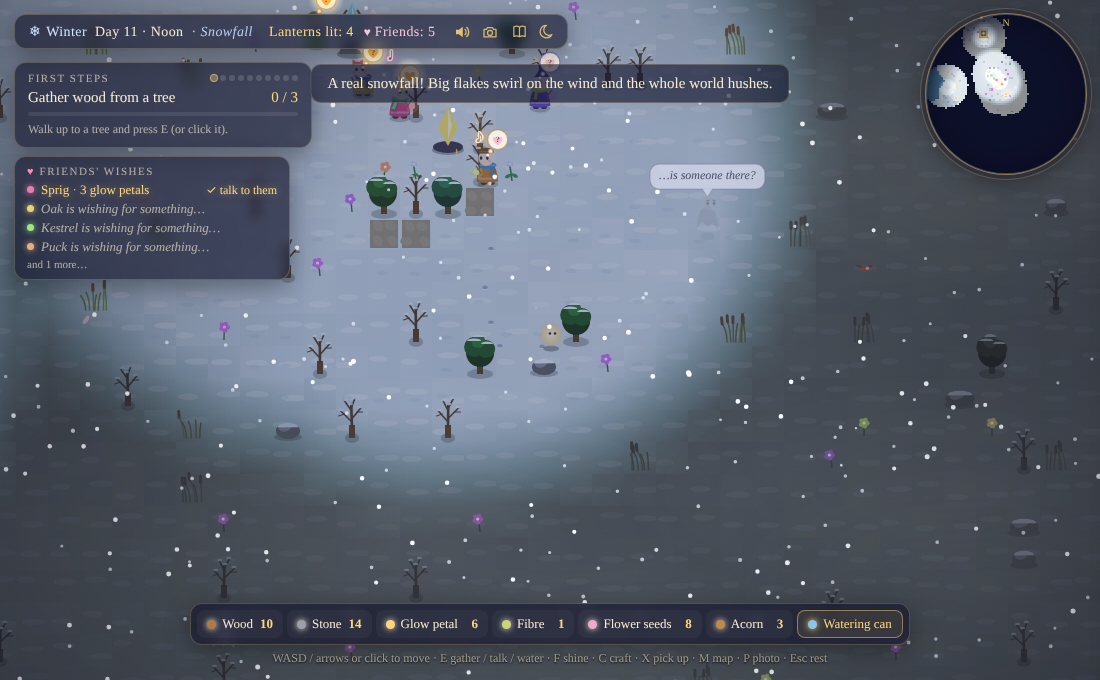 ❄ Winter Day 11 · Noon · Snowfall Lanterns lit: 4 ♥ Friends: 5
N
FIRST STEPS
Gather wood from a tree 0 / 3
Walk up to a tree and press E (or click it).
A real snowfall! Big flakes swirl on the wind and the whole world hushes.
♥ FRIENDS' WISHES
Sprig · 3 glow petals ✓ talk to them
Oak is wishing for something…
Kestrel is wishing for something…
Puck is wishing for something…
and 1 more…
…is someone there?
Wood 10 Stone 14 Glow petal 6 Fibre 1 Flower seeds 8 Acorn 3 Watering can
WASD / arrows or click to move · E gather / talk / water · F shine · C craft · X pick up · M map · P photo · Esc rest